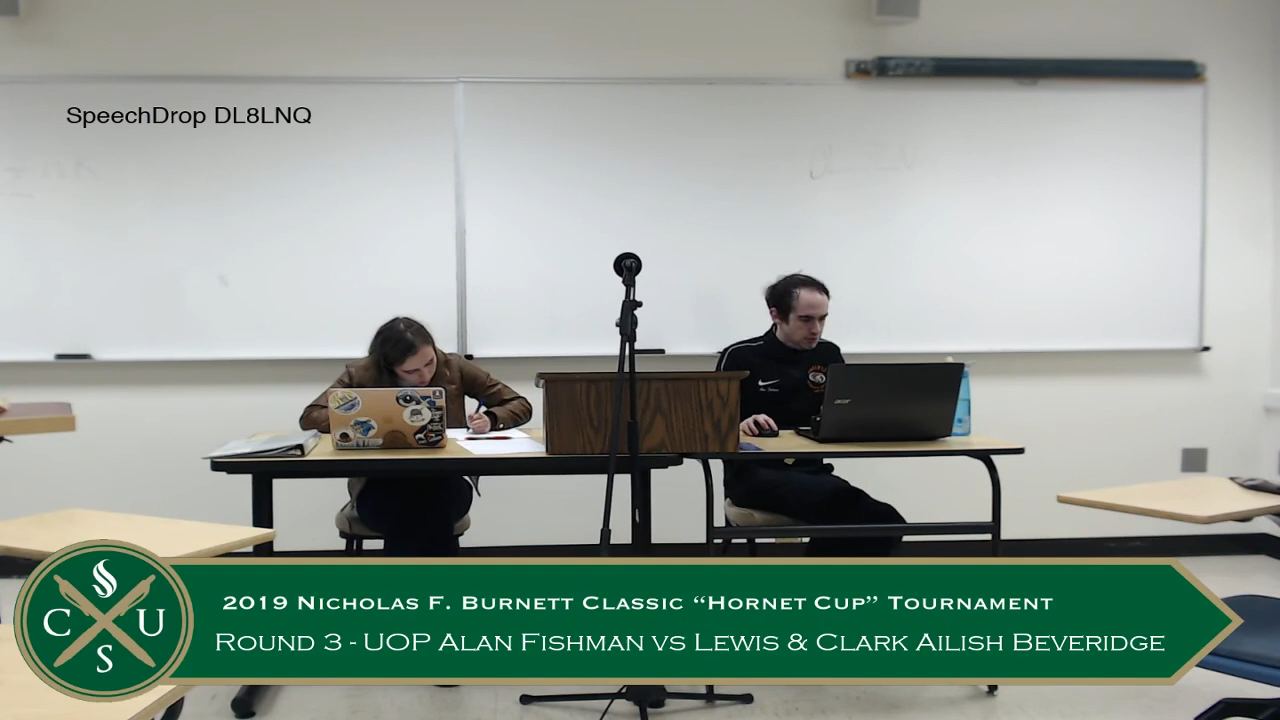 SpeechDrop DL8LNQ
acer
2019 Nicholas F. Burnett Classic “Hornet Cup” Tournament
Round 3 - UOP Alan Fishman vs Lewis & Clark Ailish Beveridge
C S U S